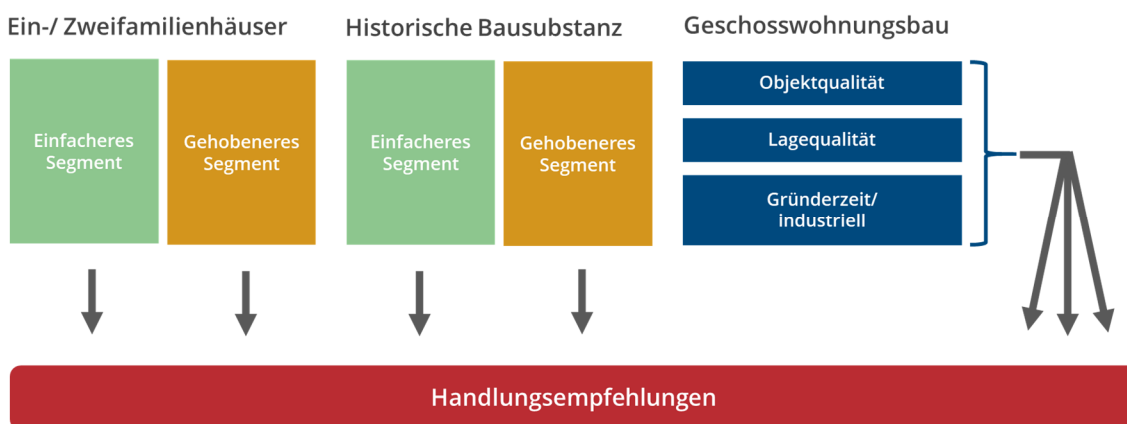 Ein-/ Zweifamilienhäuser
Historische Bausubstanz
Geschosswohnungsbau
Einfacheres
Segment
Gehobeneres
Segment
Einfacheres
Segment
Gehobeneres
Segment
Objektqualität
Lagequalität
Gründerzeit/
industriell
Handlungsempfehlungen